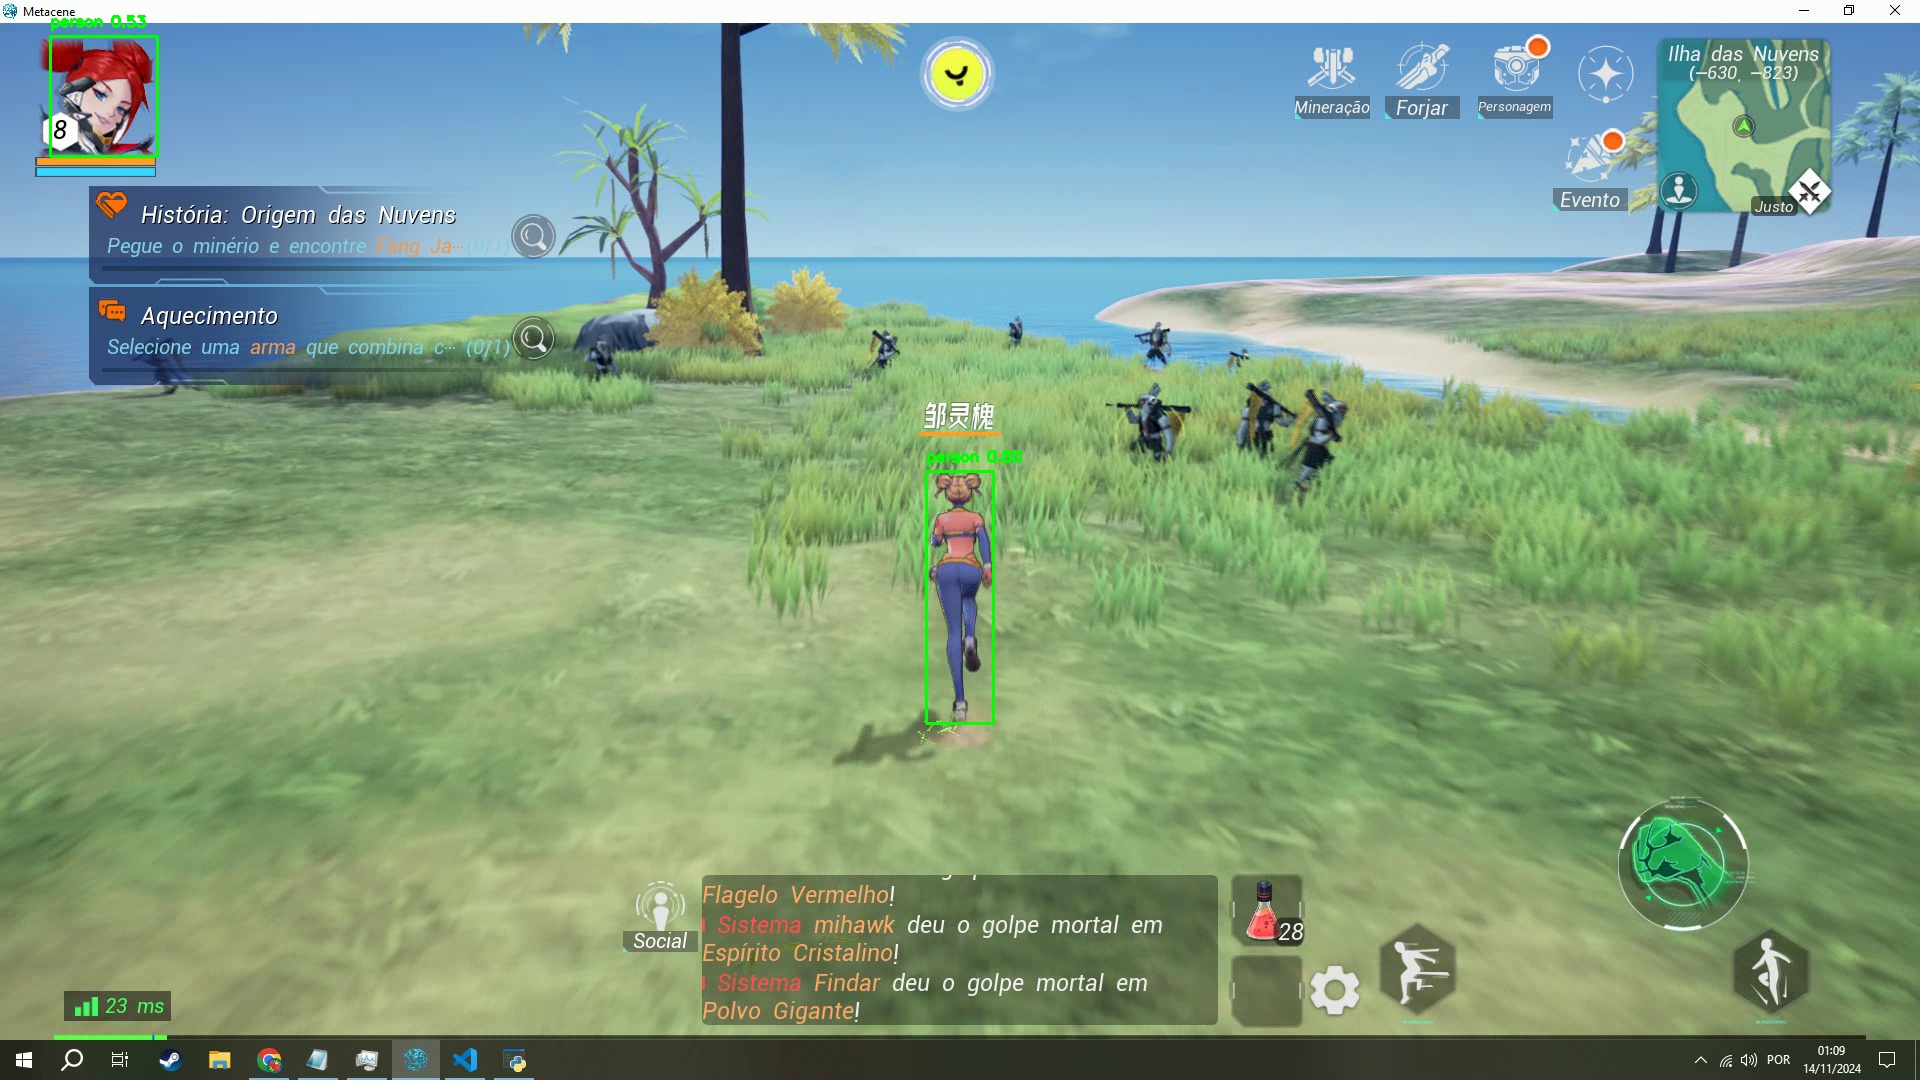 Metacene
person 0.53
8
História: Origem das Nuvens
Pegue o minério e encontre Fang Ja··· (0/1)
Aquecimento
Selecione uma arma que combina c··· (0/1)
Mineração
Forjar
Personagem
Evento
Ilha das Nuvens
(−630, −823)
Justo
邹灵槐
person 0.80
Social
Flagelo Vermelho!
Sistema mihawk deu o golpe mortal em
Espírito Cristalino!
Sistema Findar deu o golpe mortal em
Polvo Gigante!
28
23 ms
POR
01:09
14/11/2024